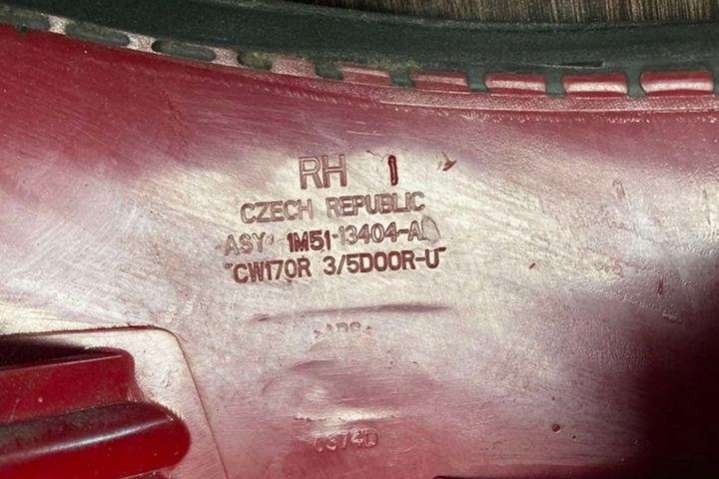 RH 1
CZECH REPUBLIC
ASY 1M51-13404-A
"CW170R 3/5DOOR-U"